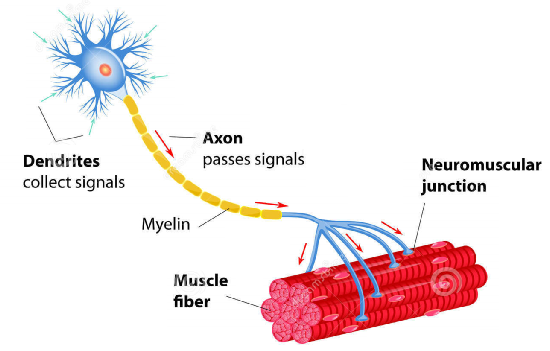 Dendrites
collect signals
Axon
passes signals
Myelin
Neuromuscular
junction
Muscle
fiber